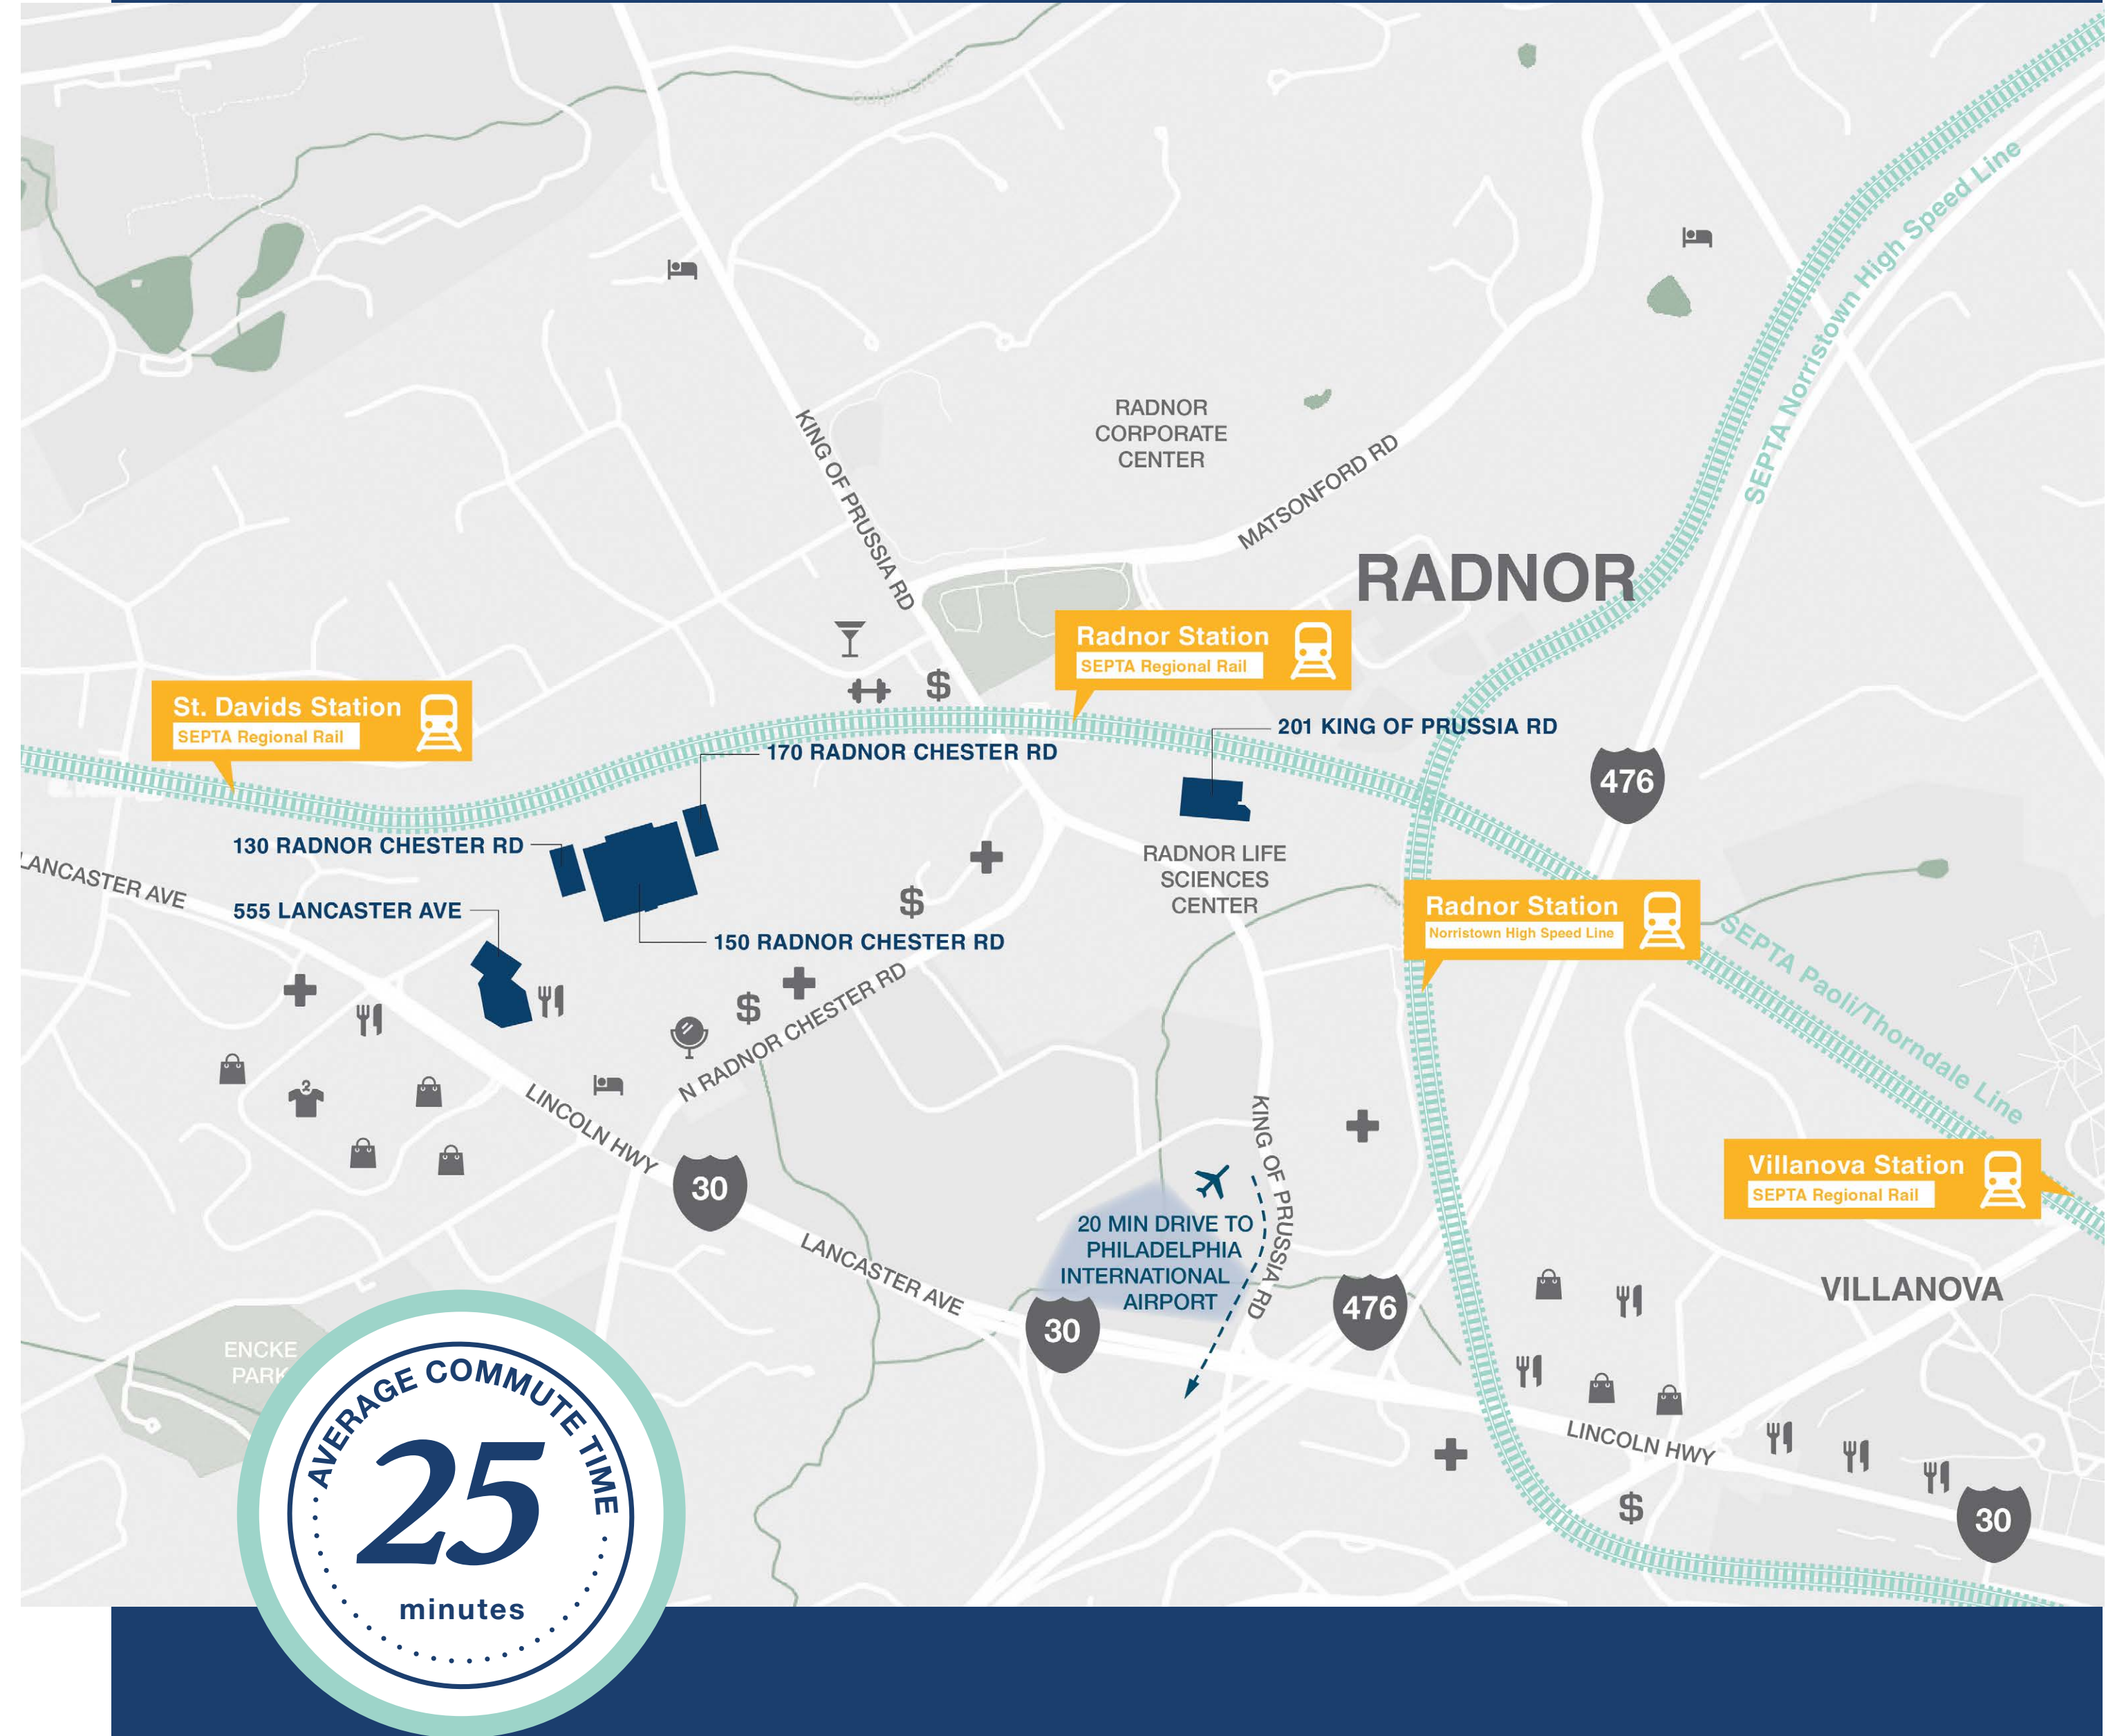 Gulph Creek
SEPTA Norristown High Speed Line
KING OF PRUSSIA RD
RADNOR
CORPORATE
CENTER
MATSONFORD RD
RADNOR
Radnor Station
SEPTA Regional Rail
St. Davids Station
SEPTA Regional Rail
201 KING OF PRUSSIA RD
170 RADNOR CHESTER RD
476
130 RADNOR CHESTER RD
RADNOR LIFE
SCIENCES
CENTER
LANCASTER AVE
555 LANCASTER AVE
150 RADNOR CHESTER RD
Radnor Station
Norristown High Speed Line
SEPTA Paoli/Thorndale Line
N RADNOR CHESTER RD
2
LINCOLN HWY
KING OF PRUSSIA RD
30
Villanova Station
SEPTA Regional Rail
20 MIN DRIVE TO
PHILADELPHIA
INTERNATIONAL
AIRPORT
LANCASTER AVE
30
476
VILLANOVA
ENCKE
PARK
LINCOLN HWY
30
AVERAGE COMMUTE TIME
25
minutes